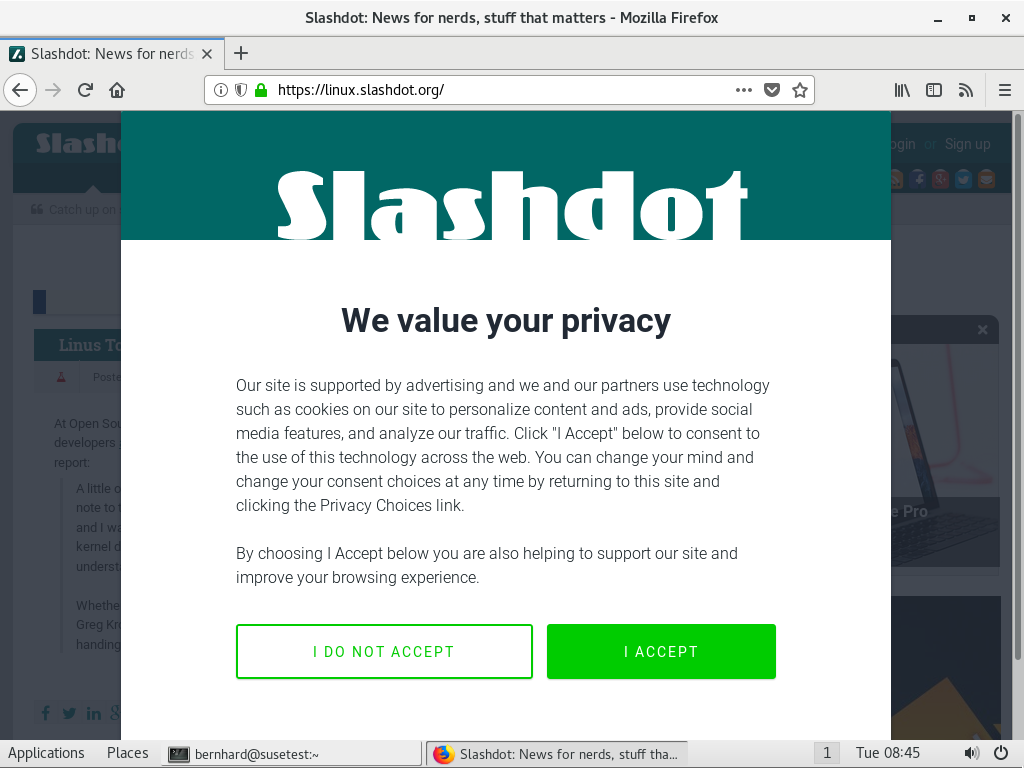 Slashdot: News for nerds, stuff that matters - Mozilla Firefox
Slashdot: News for nerds
https://linux.slashdot.org/
Slashdot
ogin or Sign up
Catch up on
Slashdot
We value your privacy
Linus To
Poste
Our site is supported by advertising and we and our partners use technology
such as cookies on our site to personalize content and ads, provide social
media features, and analyze our traffic. Click "I Accept" below to consent to
the use of this technology across the web. You can change your mind and
change your consent choices at any time by returning to this site and
clicking the Privacy Choices link.
By choosing I Accept below you are also helping to support our site and
improve your browsing experience.
I DO NOT ACCEPT
I ACCEPT
At Open Sou
developers
report:
A little o
note to t
and I wa
kernel d
understa
Whethe
Greg Kro
handing
e Pro
Applications
Places
bernhard@susetest:~
Slashdot: News for nerds, stuff tha...
1
Tue 08:45